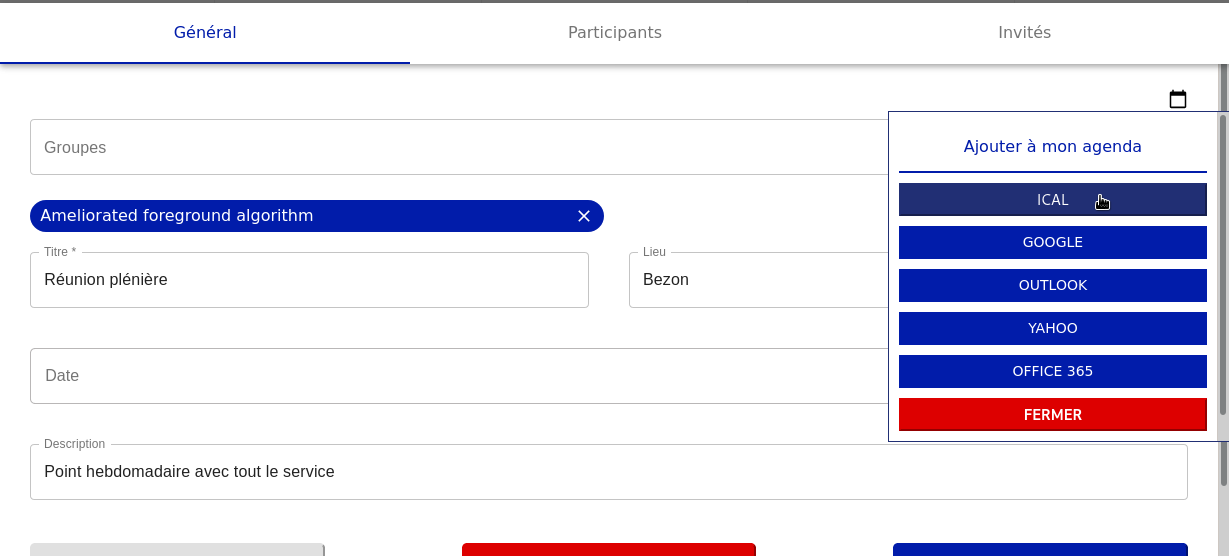 Général
Participants
Invités
Groupes
Ameliorated foreground algorithm
Titre *
Réunion plénière
Lieu
Bezon
Date
Description
Point hebdomadaire avec tout le service
Ajouter à mon agenda
ICAL
GOOGLE
OUTLOOK
YAHOO
OFFICE 365
FERMER